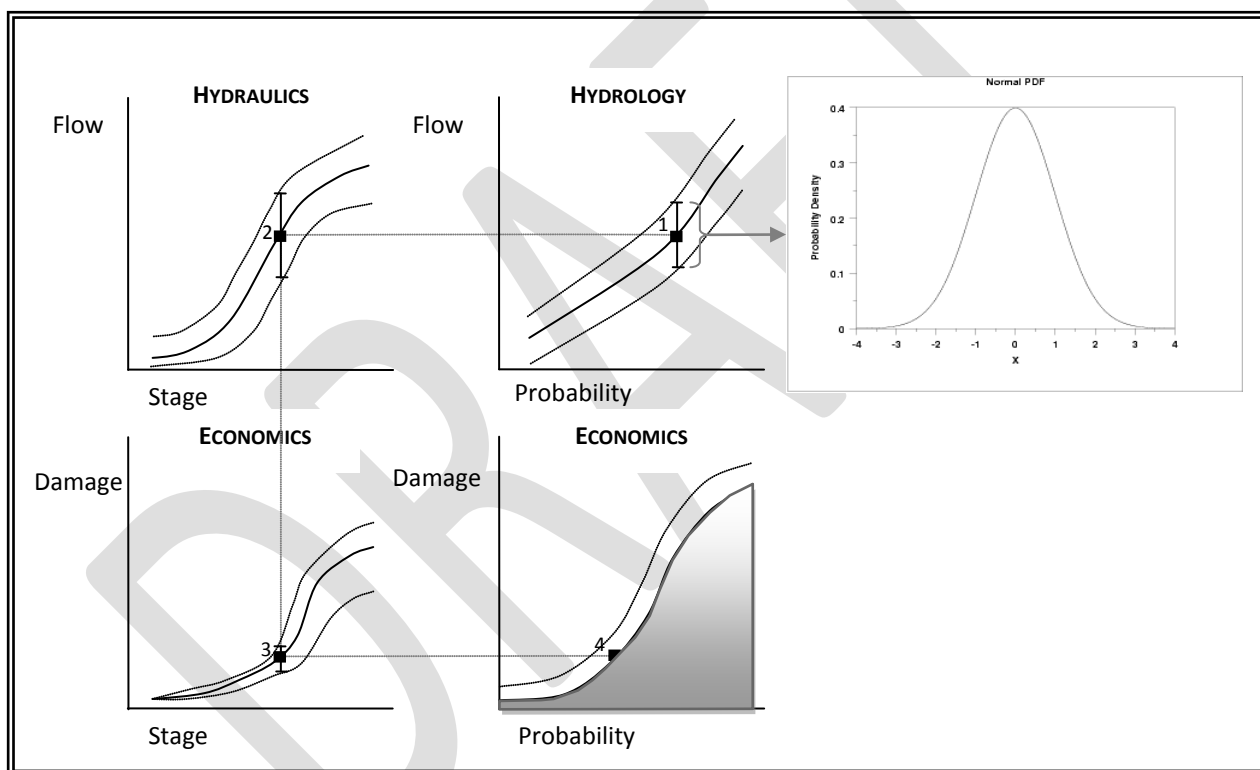 HYDRAULICS
Flow
2
Stage
HYDROLOGY
Flow
1
Probability
Normal PDF
Probability Density
0.4
0.3
0.2
0.1
0
-4 -3 -2 -1 0 1 2 3 4
X
ECONOMICS
Damage
3
Stage
ECONOMICS
Damage
4
Probability
DRAFT